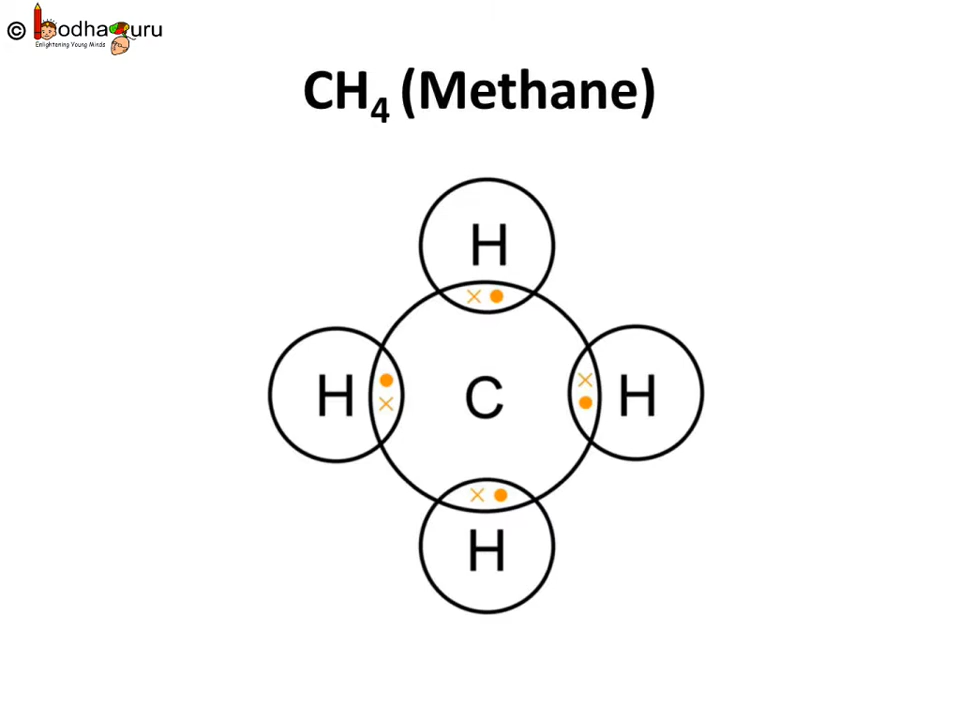 © BodhaGuru
Enlightening Young Minds
CH₄ (Methane)
H
H C H
H